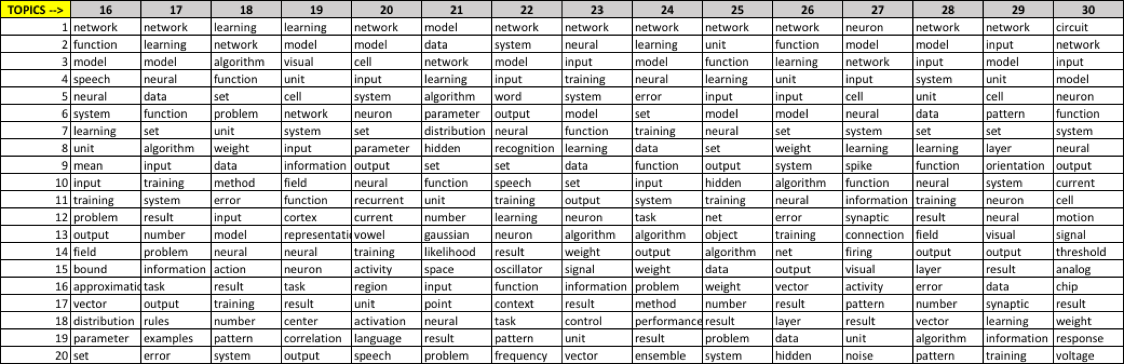 TOPICS --> 16 17 18 19 20 21 22 23 24 25 26 27 28 29 30
1 network network learning learning network model network network network network network neuron network network circuit
2 function learning network model model data system neural learning unit function model model input network
3 model model algorithm visual cell network model input model function learning network input model input
4 speech neural function unit input learning input training neural learning unit input system unit model
5 neural data set cell system algorithm word system error input input cell unit cell neuron
6 system function problem network neuron parameter output model set model model neural data pattern function
7 learning set unit system set distribution neural function training neural set system set set system
8 unit algorithm weight input parameter hidden recognition learning data set weight learning learning layer neural
9 mean input data information output set set data function output system spike function orientation output
10 input training method field neural function speech set input hidden algorithm function neural system current
11 training system error function recurrent unit training output system training neural information training neuron cell
12 problem result input cortex current number learning neuron task net error synaptic result neural motion
13 output number model representati vowel gaussian neuron algorithm algorithm object training connection field visual signal
14 field problem neural neural training likelihood result weight output algorithm net firing output output threshold
15 bound information action neuron activity space oscillator signal weight data output visual layer result analog
16 approximatic task result task region input function information problem weight vector activity error data chip
17 vector output training result unit point context result method number result pattern number synaptic result
18 distribution rules number center activation neural task control performance result layer result vector learning weight
19 parameter examples pattern correlation language result pattern unit result problem data unit algorithm information response
20 set error system output speech problem frequency vector ensemble system hidden noise pattern training voltage